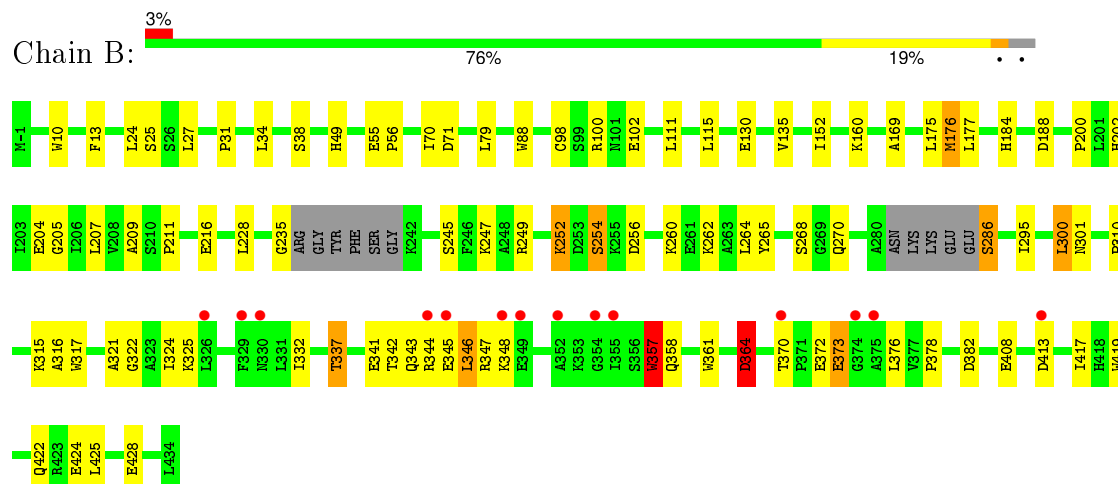 3%
Chain B:
76% 19% • •
M-1 W10 F13 L24 S25 S26 L27 P31 L34 S38 H49 E55 P56 I70 D71 L79 W88 C98 S99 R100 N101 E102 L111 L115 E130 V135 I152 K160 A169 L175 M176 L177 H184 D188 P200 L201 H202
I203 E204 G205 I206 L207 V208 A209 S210 P211 E216 L228 G235 ARG GLY TYR PHE SER GLY K242 S245 F246 K247 A248 R249 K252 D253 S254 K255 D256 K260 E261 K262 A263 L264 Y265 S268 G269 Q270 A280 ASN LYS LYS GLU GLU S286 I295 L300 N301
K315 A316 W317 A321 G322 A323 I324 K325 L326 F329 N330 L331 I332 T337 E341 T342 Q343 R344 E345 L346 R347 K348 E349 A352 K353 G354 I355 S356 W357 Q358 W361 D364 T370 P371 E372 E373 G374 A375 L376 V377 P378 D382 E408 D413 I417 H418
Q422 R423 E424 L425 E428 L434